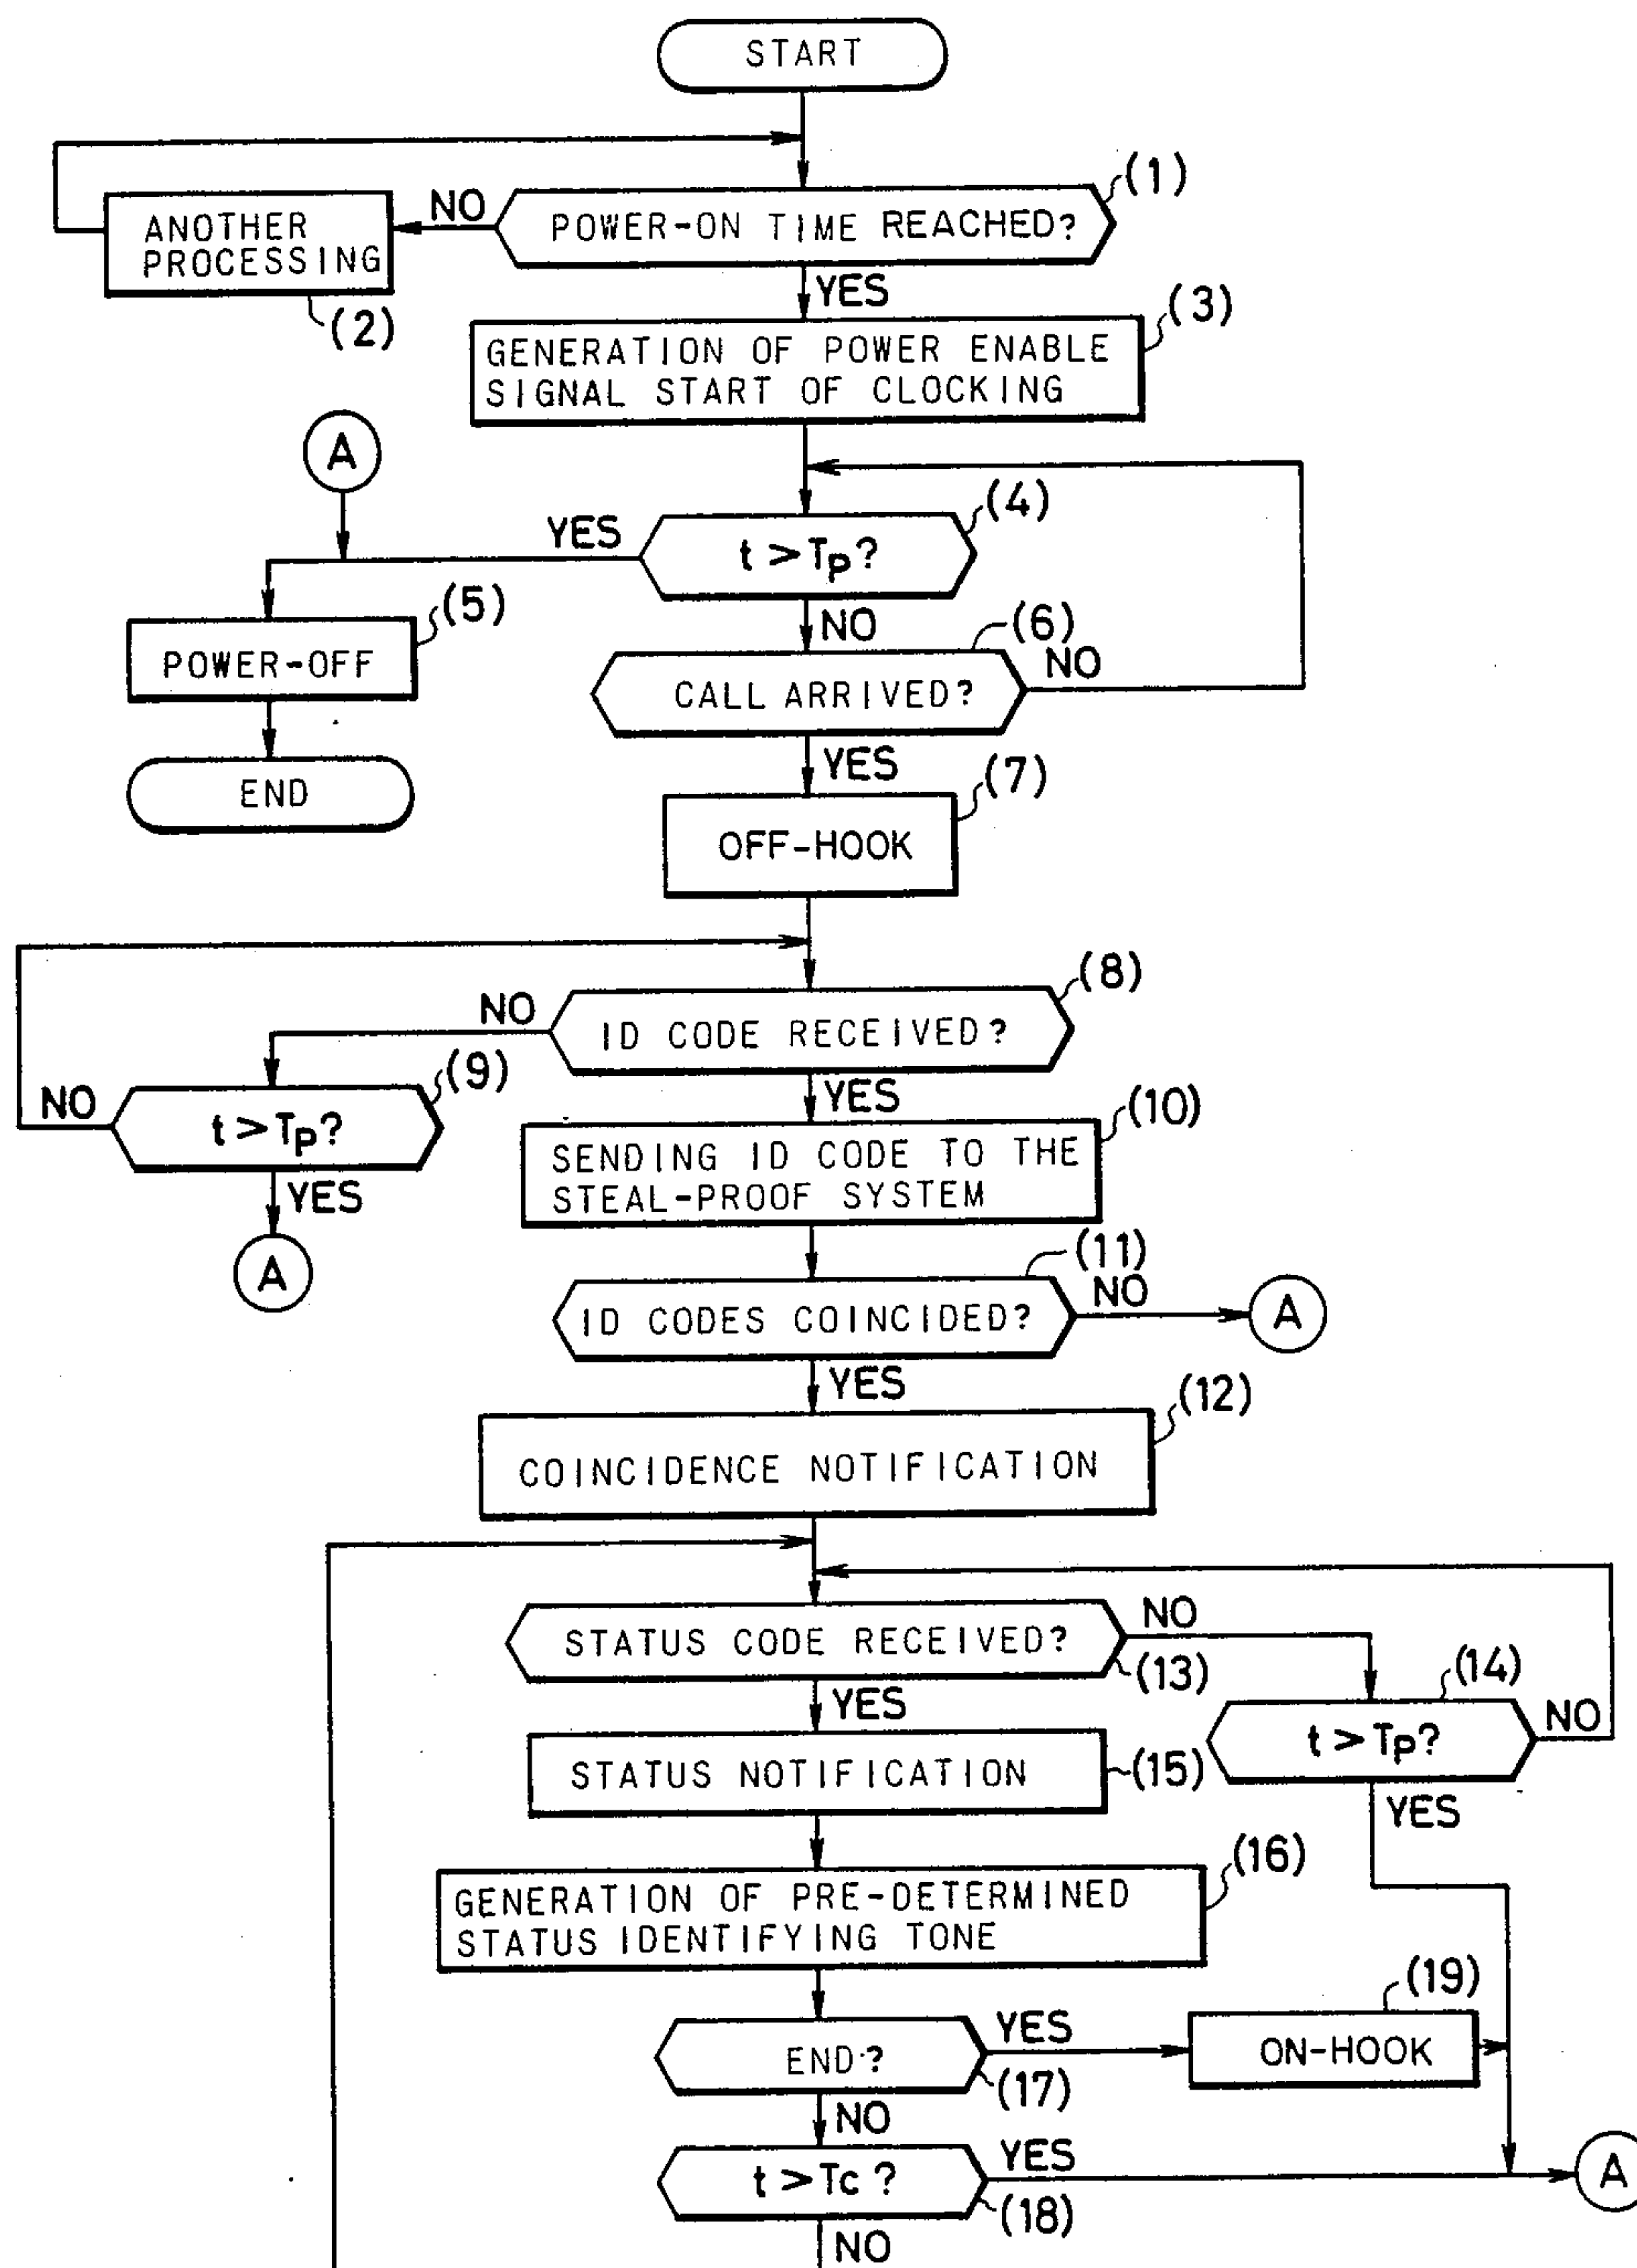 START
(1)
POWER-ON TIME REACHED?
NO
ANOTHER
PROCESSING
(2)
YES
(3)
GENERATION OF POWER ENABLE
SIGNAL START OF CLOCKING
A
(4)
t > Tp?
YES
(5)
POWER-OFF
END
NO
(6)
CALL ARRIVED?
NO
YES
(7)
OFF-HOOK
(8)
ID CODE RECEIVED?
NO
(9)
t > Tp?
NO
YES
A
YES
(10)
SENDING ID CODE TO THE
STEAL-PROOF SYSTEM
(11)
ID CODES COINCIDED?
NO
A
YES
(12)
COINCIDENCE NOTIFICATION
STATUS CODE RECEIVED?
(13)
NO
(14)
t > Tp?
NO
YES
YES
STATUS NOTIFICATION
(15)
(16)
GENERATION OF PRE-DETERMINED
STATUS IDENTIFYING TONE
END?
(17)
YES
(19)
ON-HOOK
NO
t > Tc ?
(18)
YES
A
NO